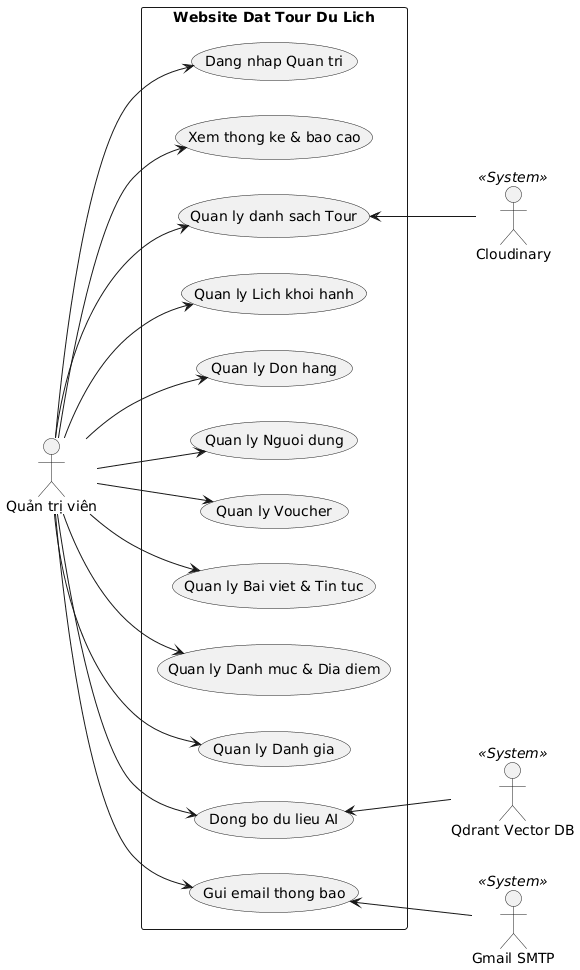 Website Dat Tour Du Lich
Dang nhap Quan tri
Xem thong ke & bao cao
Quan ly danh sach Tour
Quan ly Lich khoi hanh
Quan ly Don hang
Quan ly Nguoi dung
Quan ly Voucher
Quan ly Bai viet & Tin tuc
Quan ly Danh muc & Dia diem
Quan ly Danh gia
Dong bo du lieu AI
Gui email thong bao
Quản trị viên
«System»
Cloudinary
«System»
Qdrant Vector DB
«System»
Gmail SMTP